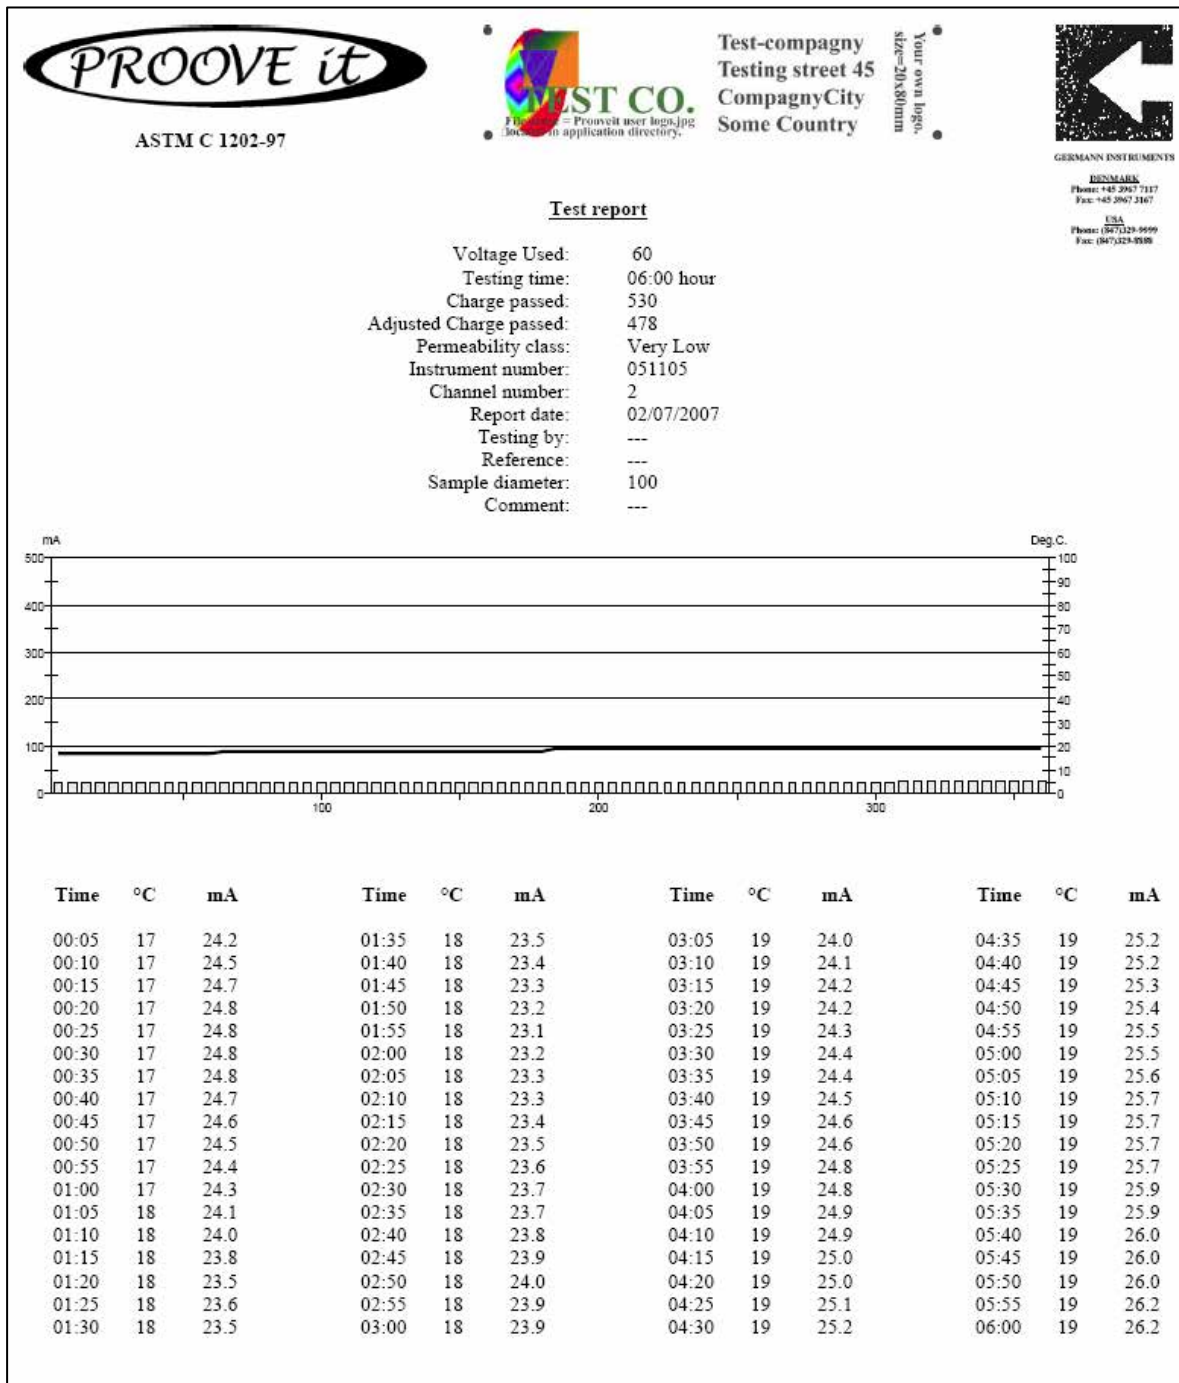 PROOVE it
ASTM C 1202-97
TEST CO.
= Prooveit user logo.jpg
in application directory.
Test-compagny
Testing street 45
CompagnyCity
Some Country
Your own logo.
size=20x80mm
GERMANN INSTRUMENTS
DENMARK
Phone: +45 3967 7117
Fax: +45 3967 3167
USA
Phone: (847)329-9999
Fax: (847)329-8888
Test report
Voltage Used: 60
Testing time: 06:00 hour
Charge passed: 530
Adjusted Charge passed: 478
Permeability class: Very Low
Instrument number: 051105
Channel number: 2
Report date: 02/07/2007
Testing by: ---
Reference: ---
Sample diameter: 100
Comment: ---
mA Deg.C.
500 100
90
400 80
70
300 60
50
200 40
30
100 20
10
0 0
100 200 300
Time °C mA Time °C mA Time °C mA Time °C mA
00:05 17 24.2 01:35 18 23.5 03:05 19 24.0 04:35 19 25.2
00:10 17 24.5 01:40 18 23.4 03:10 19 24.1 04:40 19 25.2
00:15 17 24.7 01:45 18 23.3 03:15 19 24.2 04:45 19 25.3
00:20 17 24.8 01:50 18 23.2 03:20 19 24.2 04:50 19 25.4
00:25 17 24.8 01:55 18 23.1 03:25 19 24.3 04:55 19 25.5
00:30 17 24.8 02:00 18 23.2 03:30 19 24.4 05:00 19 25.5
00:35 17 24.8 02:05 18 23.3 03:35 19 24.4 05:05 19 25.6
00:40 17 24.7 02:10 18 23.3 03:40 19 24.5 05:10 19 25.7
00:45 17 24.6 02:15 18 23.4 03:45 19 24.6 05:15 19 25.7
00:50 17 24.5 02:20 18 23.5 03:50 19 24.6 05:20 19 25.7
00:55 17 24.4 02:25 18 23.6 03:55 19 24.8 05:25 19 25.7
01:00 17 24.3 02:30 18 23.7 04:00 19 24.8 05:30 19 25.9
01:05 18 24.1 02:35 18 23.7 04:05 19 24.9 05:35 19 25.9
01:10 18 24.0 02:40 18 23.8 04:10 19 24.9 05:40 19 26.0
01:15 18 23.8 02:45 18 23.9 04:15 19 25.0 05:45 19 26.0
01:20 18 23.5 02:50 18 24.0 04:20 19 25.0 05:50 19 26.0
01:25 18 23.6 02:55 18 23.9 04:25 19 25.1 05:55 19 26.2
01:30 18 23.5 03:00 18 23.9 04:30 19 25.2 06:00 19 26.2